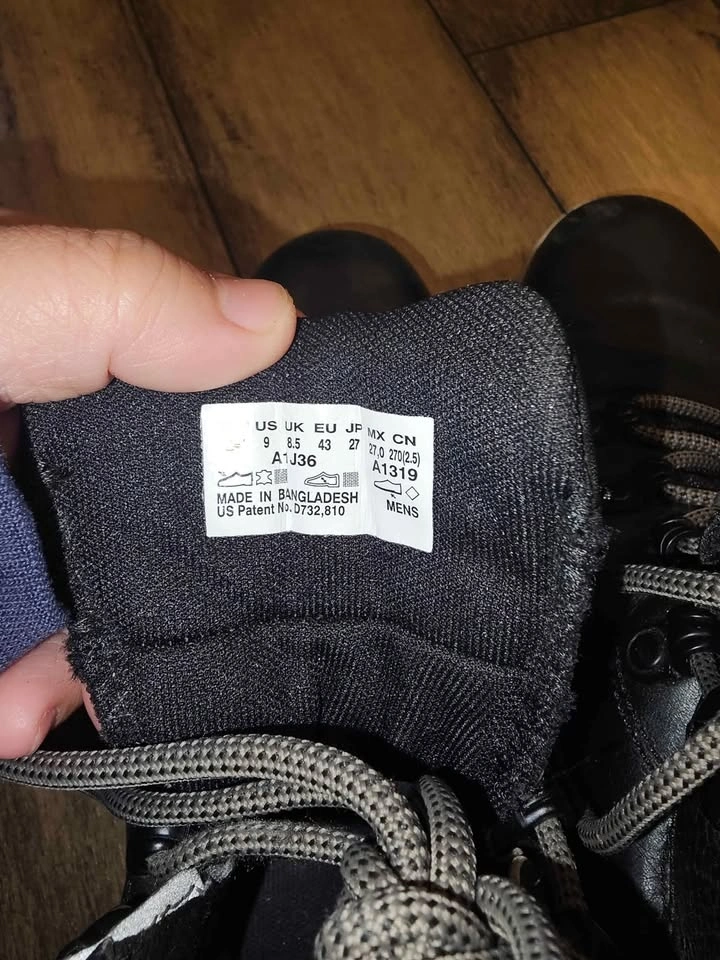 US UK EU JP MX CN
9 8.5 43 27 27,0 270(2.5)
A1J36 A1319
MADE IN BANGLADESH
US Patent No. D732,810 MENS